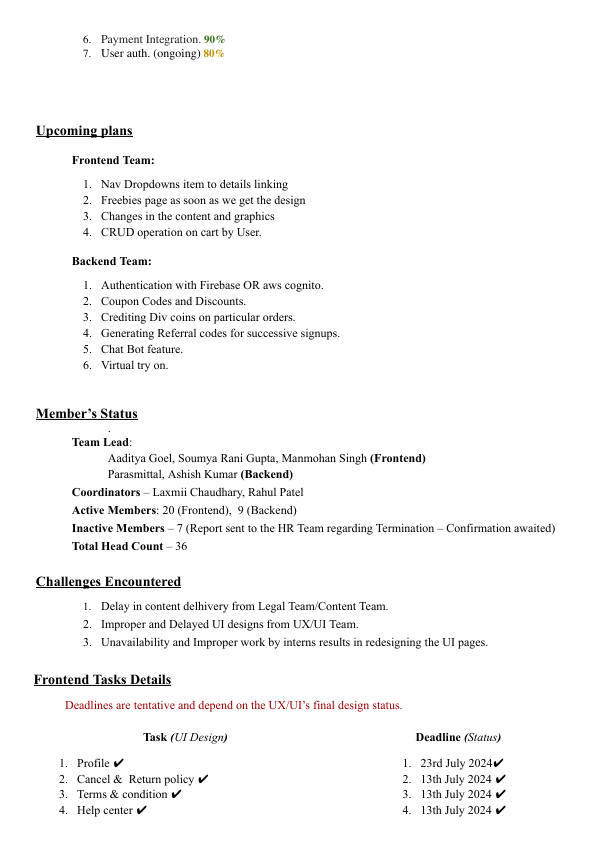 6. Payment Integration. 90%
7. User auth. (ongoing) 80%
Upcoming plans
Frontend Team:
1. Nav Dropdowns item to details linking
2. Freebies page as soon as we get the design
3. Changes in the content and graphics
4. CRUD operation on cart by User.
Backend Team:
1. Authentication with Firebase OR aws cognito.
2. Coupon Codes and Discounts.
3. Crediting Div coins on particular orders.
4. Generating Referral codes for successive signups.
5. Chat Bot feature.
6. Virtual try on.
Member’s Status
.
Team Lead:
Aaditya Goel, Soumya Rani Gupta, Manmohan Singh (Frontend)
Parasmittal, Ashish Kumar (Backend)
Coordinators – Laxmii Chaudhary, Rahul Patel
Active Members: 20 (Frontend), 9 (Backend)
Inactive Members – 7 (Report sent to the HR Team regarding Termination – Confirmation awaited)
Total Head Count – 36
Challenges Encountered
1. Delay in content delhivery from Legal Team/Content Team.
2. Improper and Delayed UI designs from UX/UI Team.
3. Unavailability and Improper work by interns results in redesigning the UI pages.
Frontend Tasks Details
Deadlines are tentative and depend on the UX/UI’s final design status.
Task (UI Design) Deadline (Status)
1. Profile ✔ 1. 23rd July 2024✔
2. Cancel & Return policy ✔ 2. 13th July 2024 ✔
3. Terms & condition ✔ 3. 13th July 2024 ✔
4. Help center ✔ 4. 13th July 2024 ✔